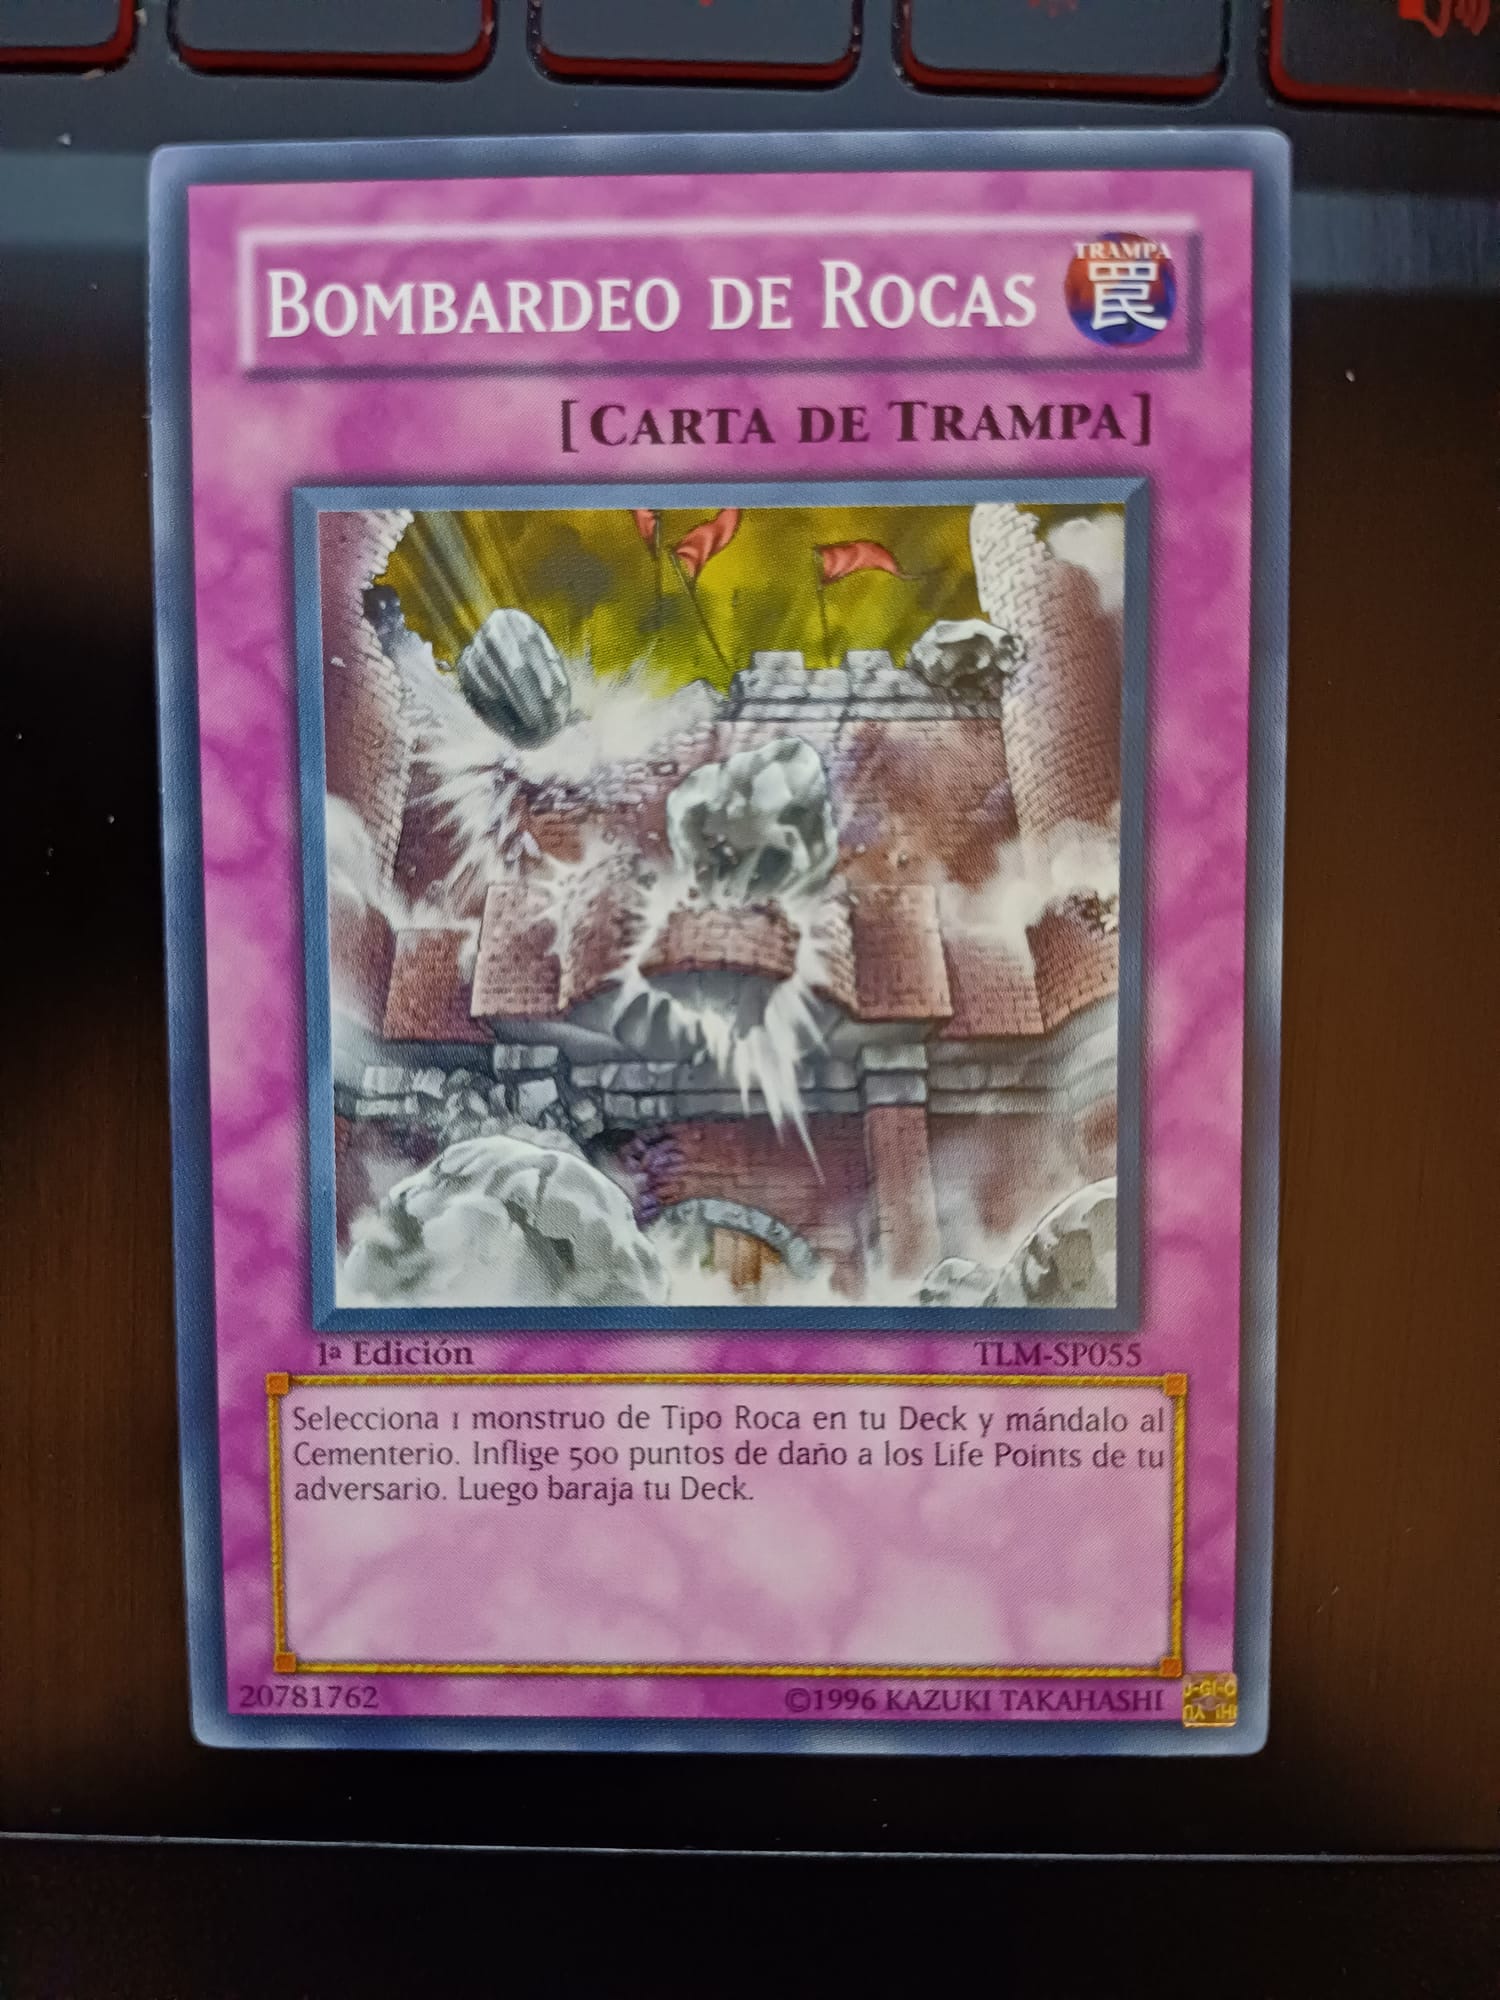 BOMBARDEO DE ROCAS
TRAMPA
罠
[CARTA DE TRAMPA]
1ª Edición
TLM-SP055
Selecciona 1 monstruo de Tipo Roca en tu Deck y mándalo al
Cementerio. Inflige 500 puntos de daño a los Life Points de tu
adversario. Luego baraja tu Deck.
20781762
©1996 KAZUKI TAKAHASHI